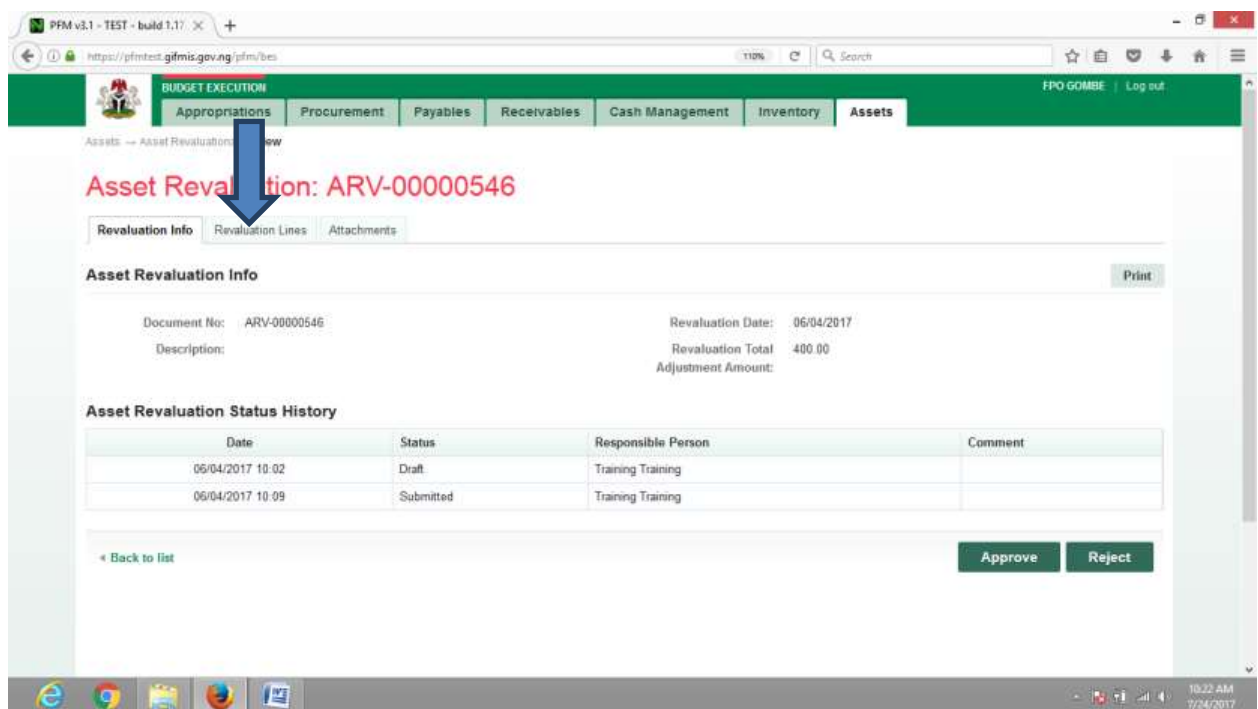 PFM v3.1 - TEST - build 1.17
https://pfmtest.gifmis.gov.ng/pfm/bes
110%
Search
BUDGET EXECUTION
FPO GOMBE | Log out
Appropriations Procurement Payables Receivables Cash Management Inventory Assets
Assets → Asset Revaluations
Asset Revaluation: ARV-00000546
Revaluation Info Revaluation Lines Attachments
Asset Revaluation Info
Print
Document No: ARV-00000546
Revaluation Date: 06/04/2017
Description:
Revaluation Total 400.00
Adjustment Amount:
Asset Revaluation Status History
Date Status Responsible Person Comment
06/04/2017 10:02 Draft Training Training
06/04/2017 10:09 Submitted Training Training
Back to list
Approve Reject
10:22 AM
7/24/2017